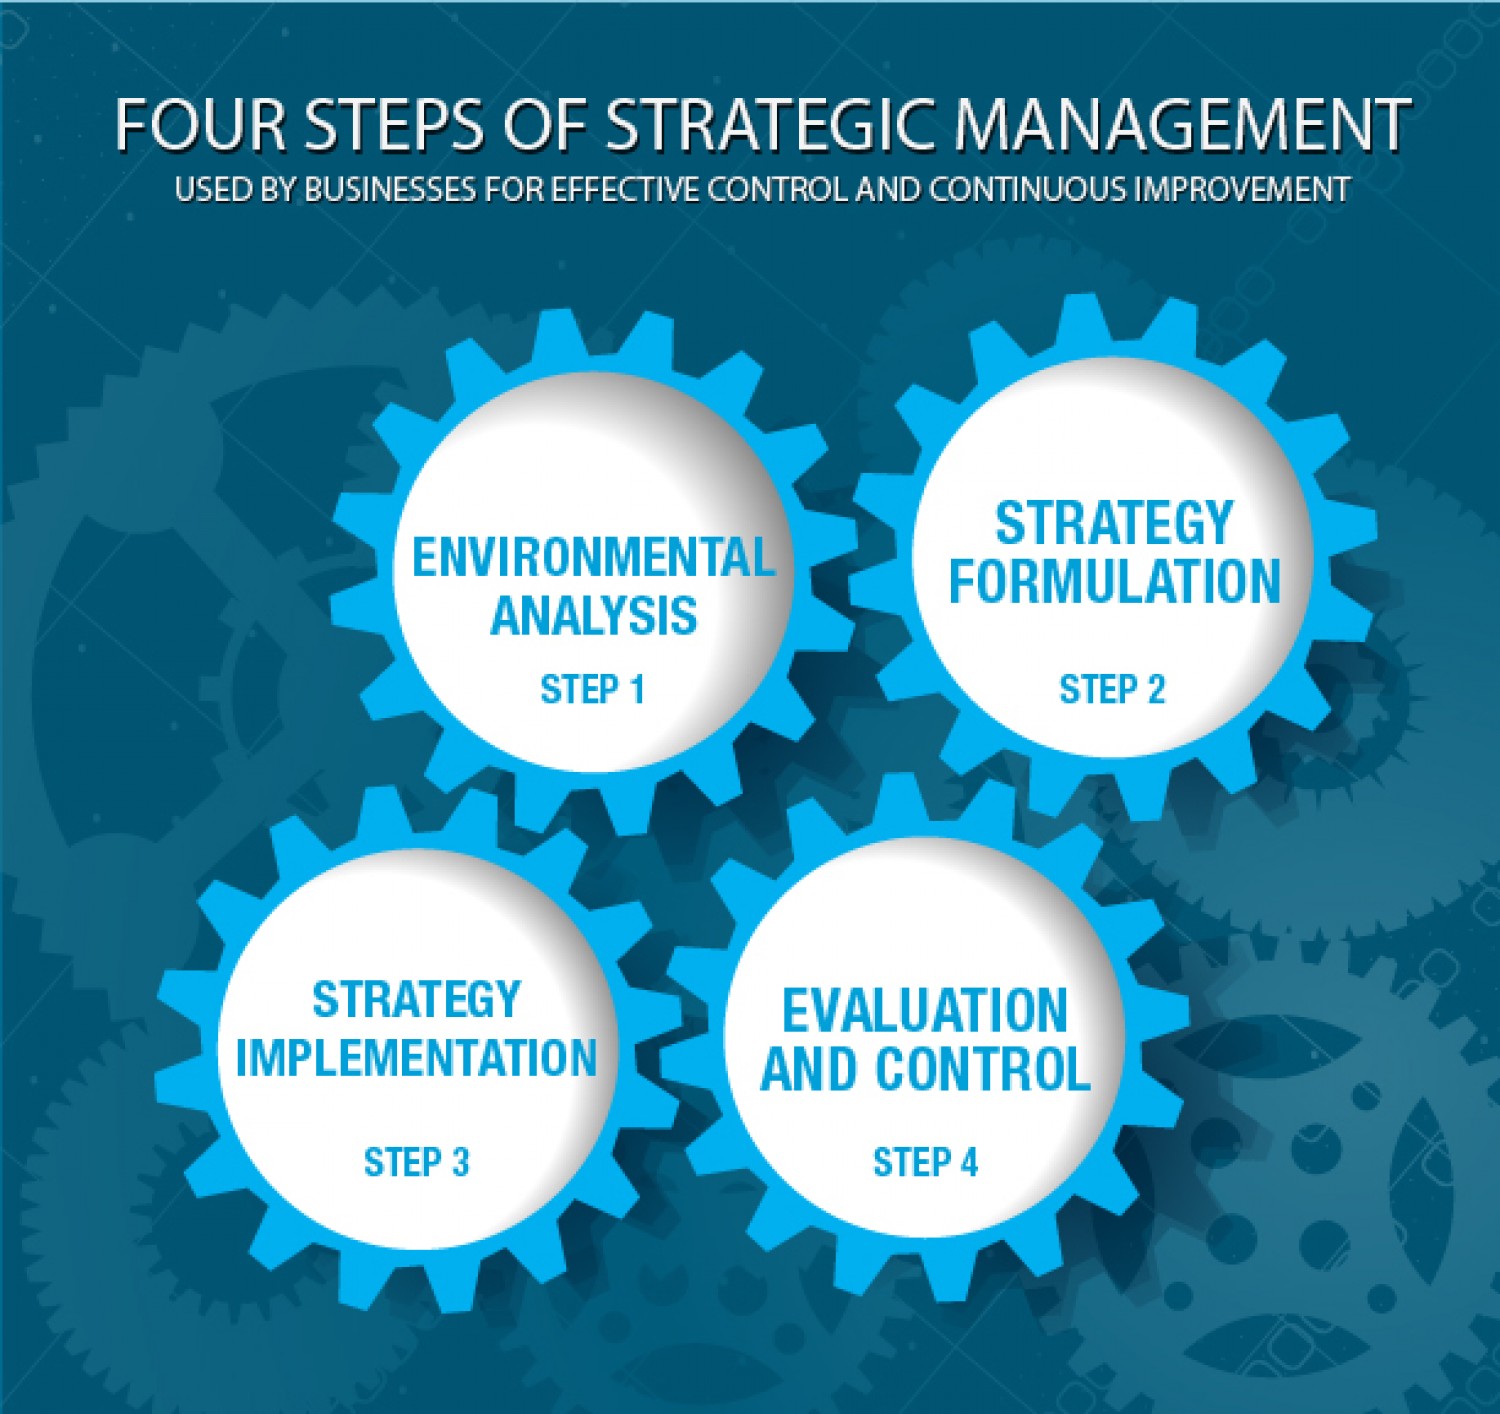 FOUR STEPS OF STRATEGIC MANAGEMENT
USED BY BUSINESSES FOR EFFECTIVE CONTROL AND CONTINUOUS IMPROVEMENT
ENVIRONMENTAL
ANALYSIS
STEP 1
STRATEGY
FORMULATION
STEP 2
STRATEGY
IMPLEMENTATION
STEP 3
EVALUATION
AND CONTROL
STEP 4